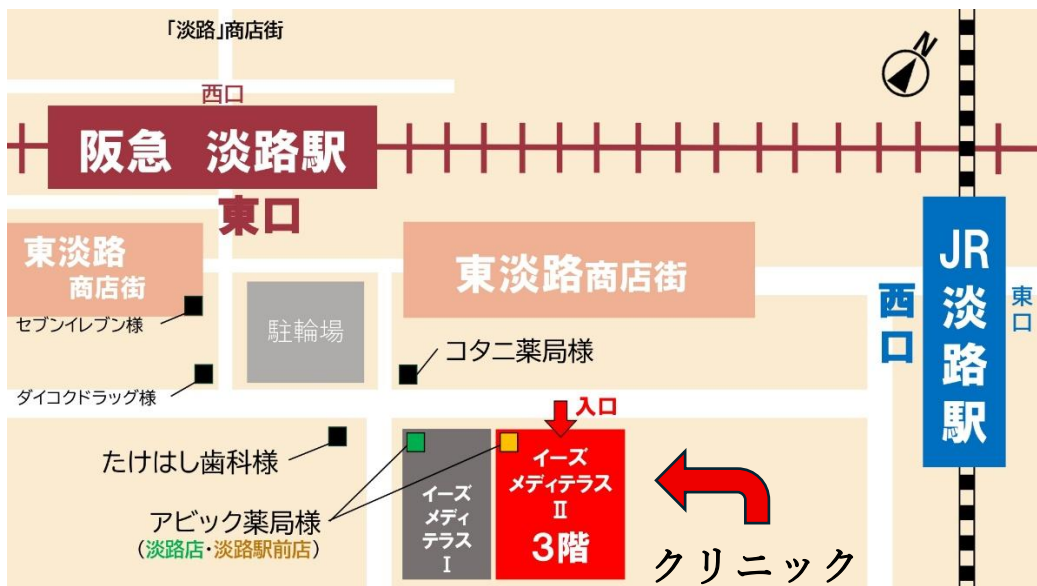 「淡路」商店街
N
西口
阪急 淡路駅
東口
東淡路
商店街
東淡路商店街
JR
淡路駅
西口
東口
セブンイレブン様
駐輪場
コタニ薬局様
ダイコクドラッグ様
入口
たけはし歯科様
イーズ
メディ
テラス
I
イーズ
メディテラス
II
3階
アビック薬局様
(淡路店・淡路駅前店)
クリニック